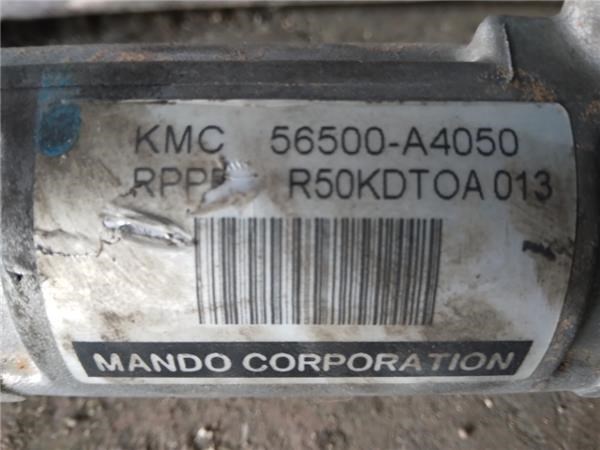 KMC 56500-A4050
R50KDTOA 013
MANDO CORPORATION